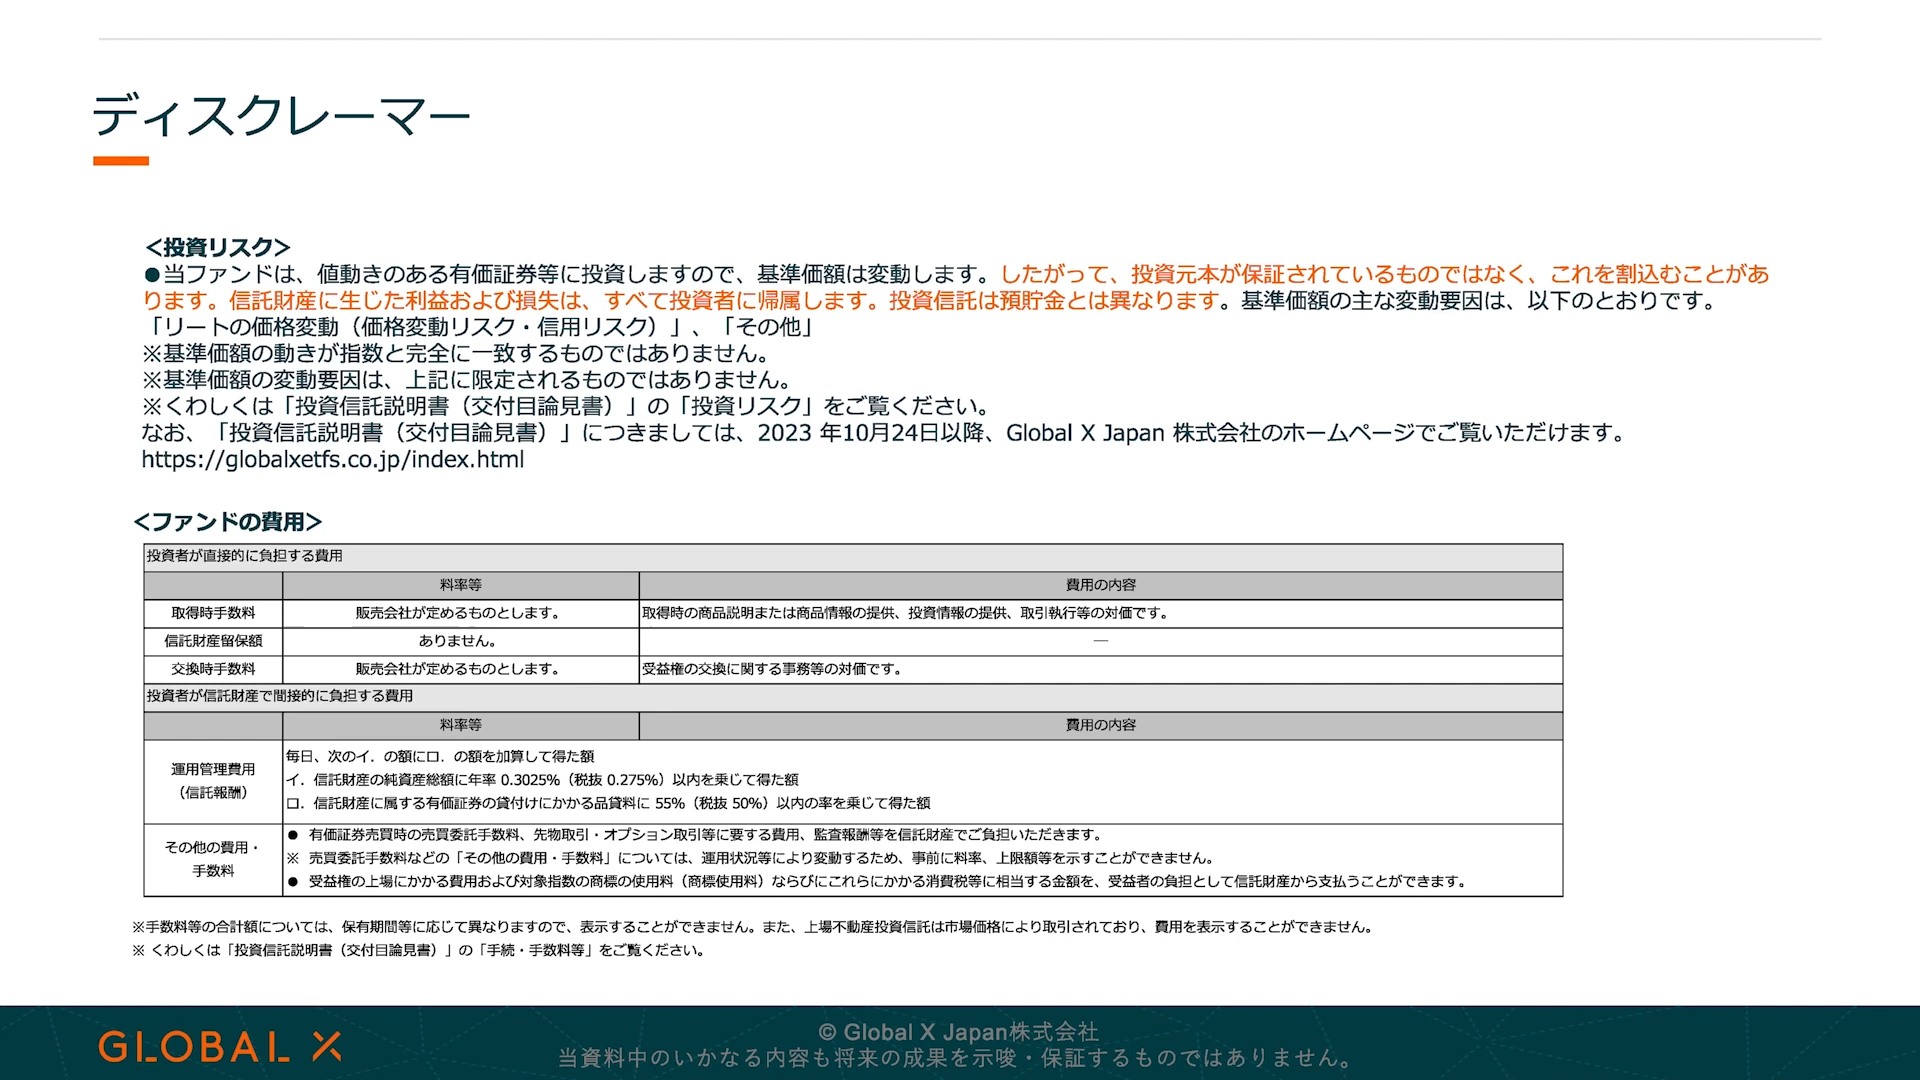 ディスクレーマー
＜投資リスク＞
●当ファンドは、値動きのある有価証券等に投資しますので、基準価額は変動します。したがって、投資元本が保証されているものではなく、これを割込むことがあ
ります。信託財産に生じた利益および損失は、すべて投資者に帰属します。投資信託は預貯金とは異なります。基準価額の主な変動要因は、以下のとおりです。
「リートの価格変動（価格変動リスク・信用リスク）」、「その他」
※基準価額の動きが指数と完全に一致するものではありません。
※基準価額の変動要因は、上記に限定されるものではありません。
※くわしくは「投資信託説明書（交付目論見書）」の「投資リスク」をご覧ください。
なお、「投資信託説明書（交付目論見書）」につきましては、2023 年10月24日以降、Global X Japan 株式会社のホームページでご覧いただけます。
https://globalxetfs.co.jp/index.html
＜ファンドの費用＞
投資者が直接的に負担する費用
料率等 費用の内容
取得時手数料 販売会社が定めるものとします。 取得時の商品説明または商品情報の提供、投資情報の提供、取引執行等の対価です。
信託財産留保額 ありません。 ―
交換時手数料 販売会社が定めるものとします。 受益権の交換に関する事務等の対価です。
投資者が信託財産で間接的に負担する費用
料率等 費用の内容
運用管理費用
（信託報酬）
毎日、次のイ．の額にロ．の額を加算して得た額
イ．信託財産の純資産総額に年率 0.3025%（税抜 0.275%）以内を乗じて得た額
ロ．信託財産に属する有価証券の貸付けにかかる品貸料に 55%（税抜 50%）以内の率を乗じて得た額
その他の費用・
手数料
● 有価証券売買時の売買委託手数料、先物取引・オプション取引等に要する費用、監査報酬等を信託財産でご負担いただきます。
※ 売買委託手数料などの「その他の費用・手数料」については、運用状況等により変動するため、事前に料率、上限額等を示すことができません。
● 受益権の上場にかかる費用および対象指数の商標の使用料（商標使用料）ならびにこれらにかかる消費税等に相当する金額を、受益者の負担として信託財産から支払うことができます。
※手数料等の合計額については、保有期間等に応じて異なりますので、表示することができません。また、上場不動産投資信託は市場価格により取引されており、費用を表示することができません。
※ くわしくは「投資信託説明書（交付目論見書）」の「手続・手数料等」をご覧ください。
GLOBAL X
© Global X Japan株式会社
当資料中のいかなる内容も将来の成果を示唆・保証するものではありません。